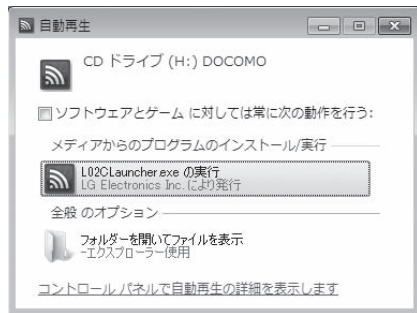 自動再生
CD ドライブ (H:) DOCOMO
ソフトウェアとゲーム に対しては常に次の動作を行う:
メディアからのプログラムのインストール/実行
L02CLauncher.exe の実行
LG Electronics Inc. により発行
全般 のオプション
フォルダーを開いてファイルを表示
-エクスプローラー使用
コントロール パネルで自動再生の詳細を表示します